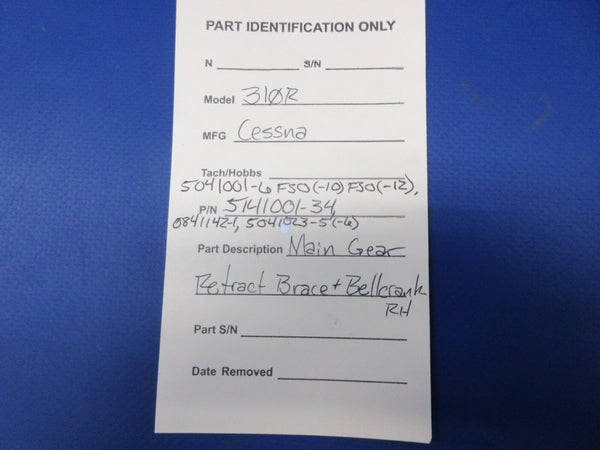 PART IDENTIFICATION ONLY
N S/N
Model 310R
MFG Cessna
Tach/Hobbs
5041001-6 FSO(-10) FSO(-12),
P/N 5141001-34,
0841142-1, 5041023-5(-6)
Part Description Main Gear
Retract Brace + Bellcrank
RH
Part S/N
Date Removed